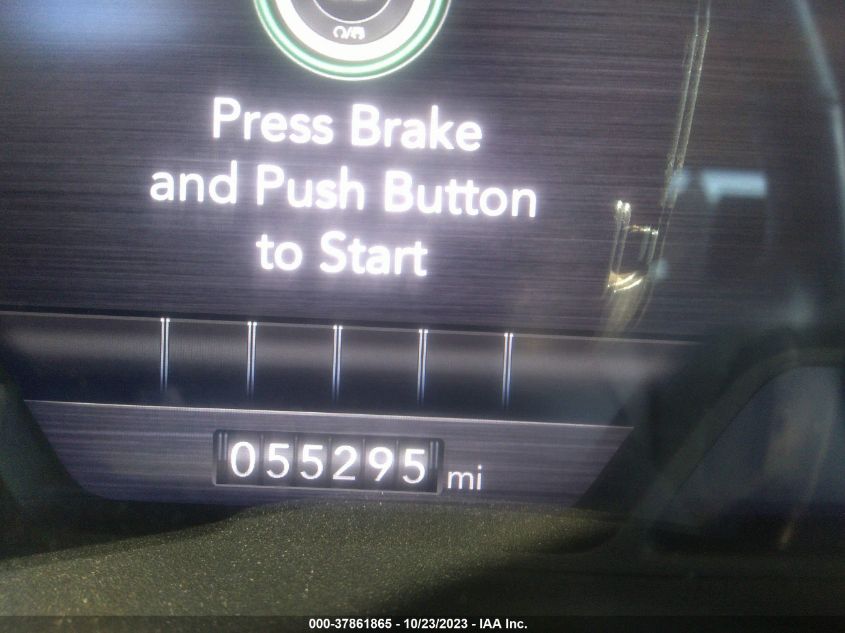 Press Brake
and Push Button
to Start
055295 mi
000-37861865 - 10/23/2023 - IAA Inc.